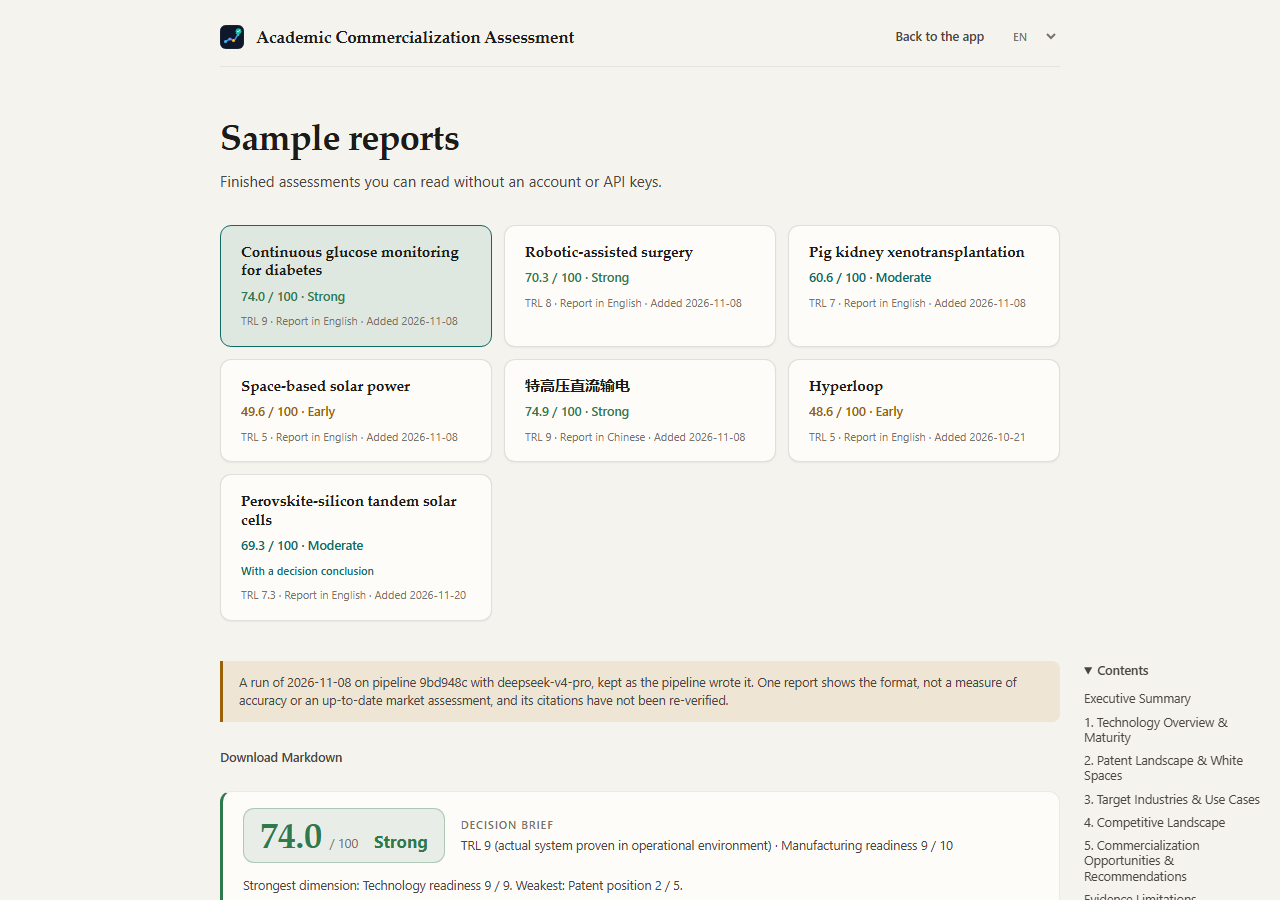 Academic Commercialization Assessment
Back to the app
EN
Sample reports
Finished assessments you can read without an account or API keys.
Continuous glucose monitoring
for diabetes
74.0 / 100 · Strong
TRL 9 · Report in English · Added 2026-11-08
Robotic-assisted surgery
70.3 / 100 · Strong
TRL 8 · Report in English · Added 2026-11-08
Pig kidney xenotransplantation
60.6 / 100 · Moderate
TRL 7 · Report in English · Added 2026-11-08
Space-based solar power
49.6 / 100 · Early
TRL 5 · Report in English · Added 2026-11-08
特高压直流输电
74.9 / 100 · Strong
TRL 9 · Report in Chinese · Added 2026-11-08
Hyperloop
48.6 / 100 · Early
TRL 5 · Report in English · Added 2026-10-21
Perovskite-silicon tandem solar
cells
69.3 / 100 · Moderate
With a decision conclusion
TRL 7.3 · Report in English · Added 2026-11-20
A run of 2026-11-08 on pipeline 9bd948c with deepseek-v4-pro, kept as the pipeline wrote it. One report shows the format, not a measure of
accuracy or an up-to-date market assessment, and its citations have not been re-verified.
Download Markdown
74.0 / 100 Strong
DECISION BRIEF
TRL 9 (actual system proven in operational environment) · Manufacturing readiness 9 / 10
Strongest dimension: Technology readiness 9 / 9. Weakest: Patent position 2 / 5.
▼ Contents
Executive Summary
1. Technology Overview &
Maturity
2. Patent Landscape & White
Spaces
3. Target Industries & Use Cases
4. Competitive Landscape
5. Commercialization
Opportunities &
Recommendations
Evidence Limitations